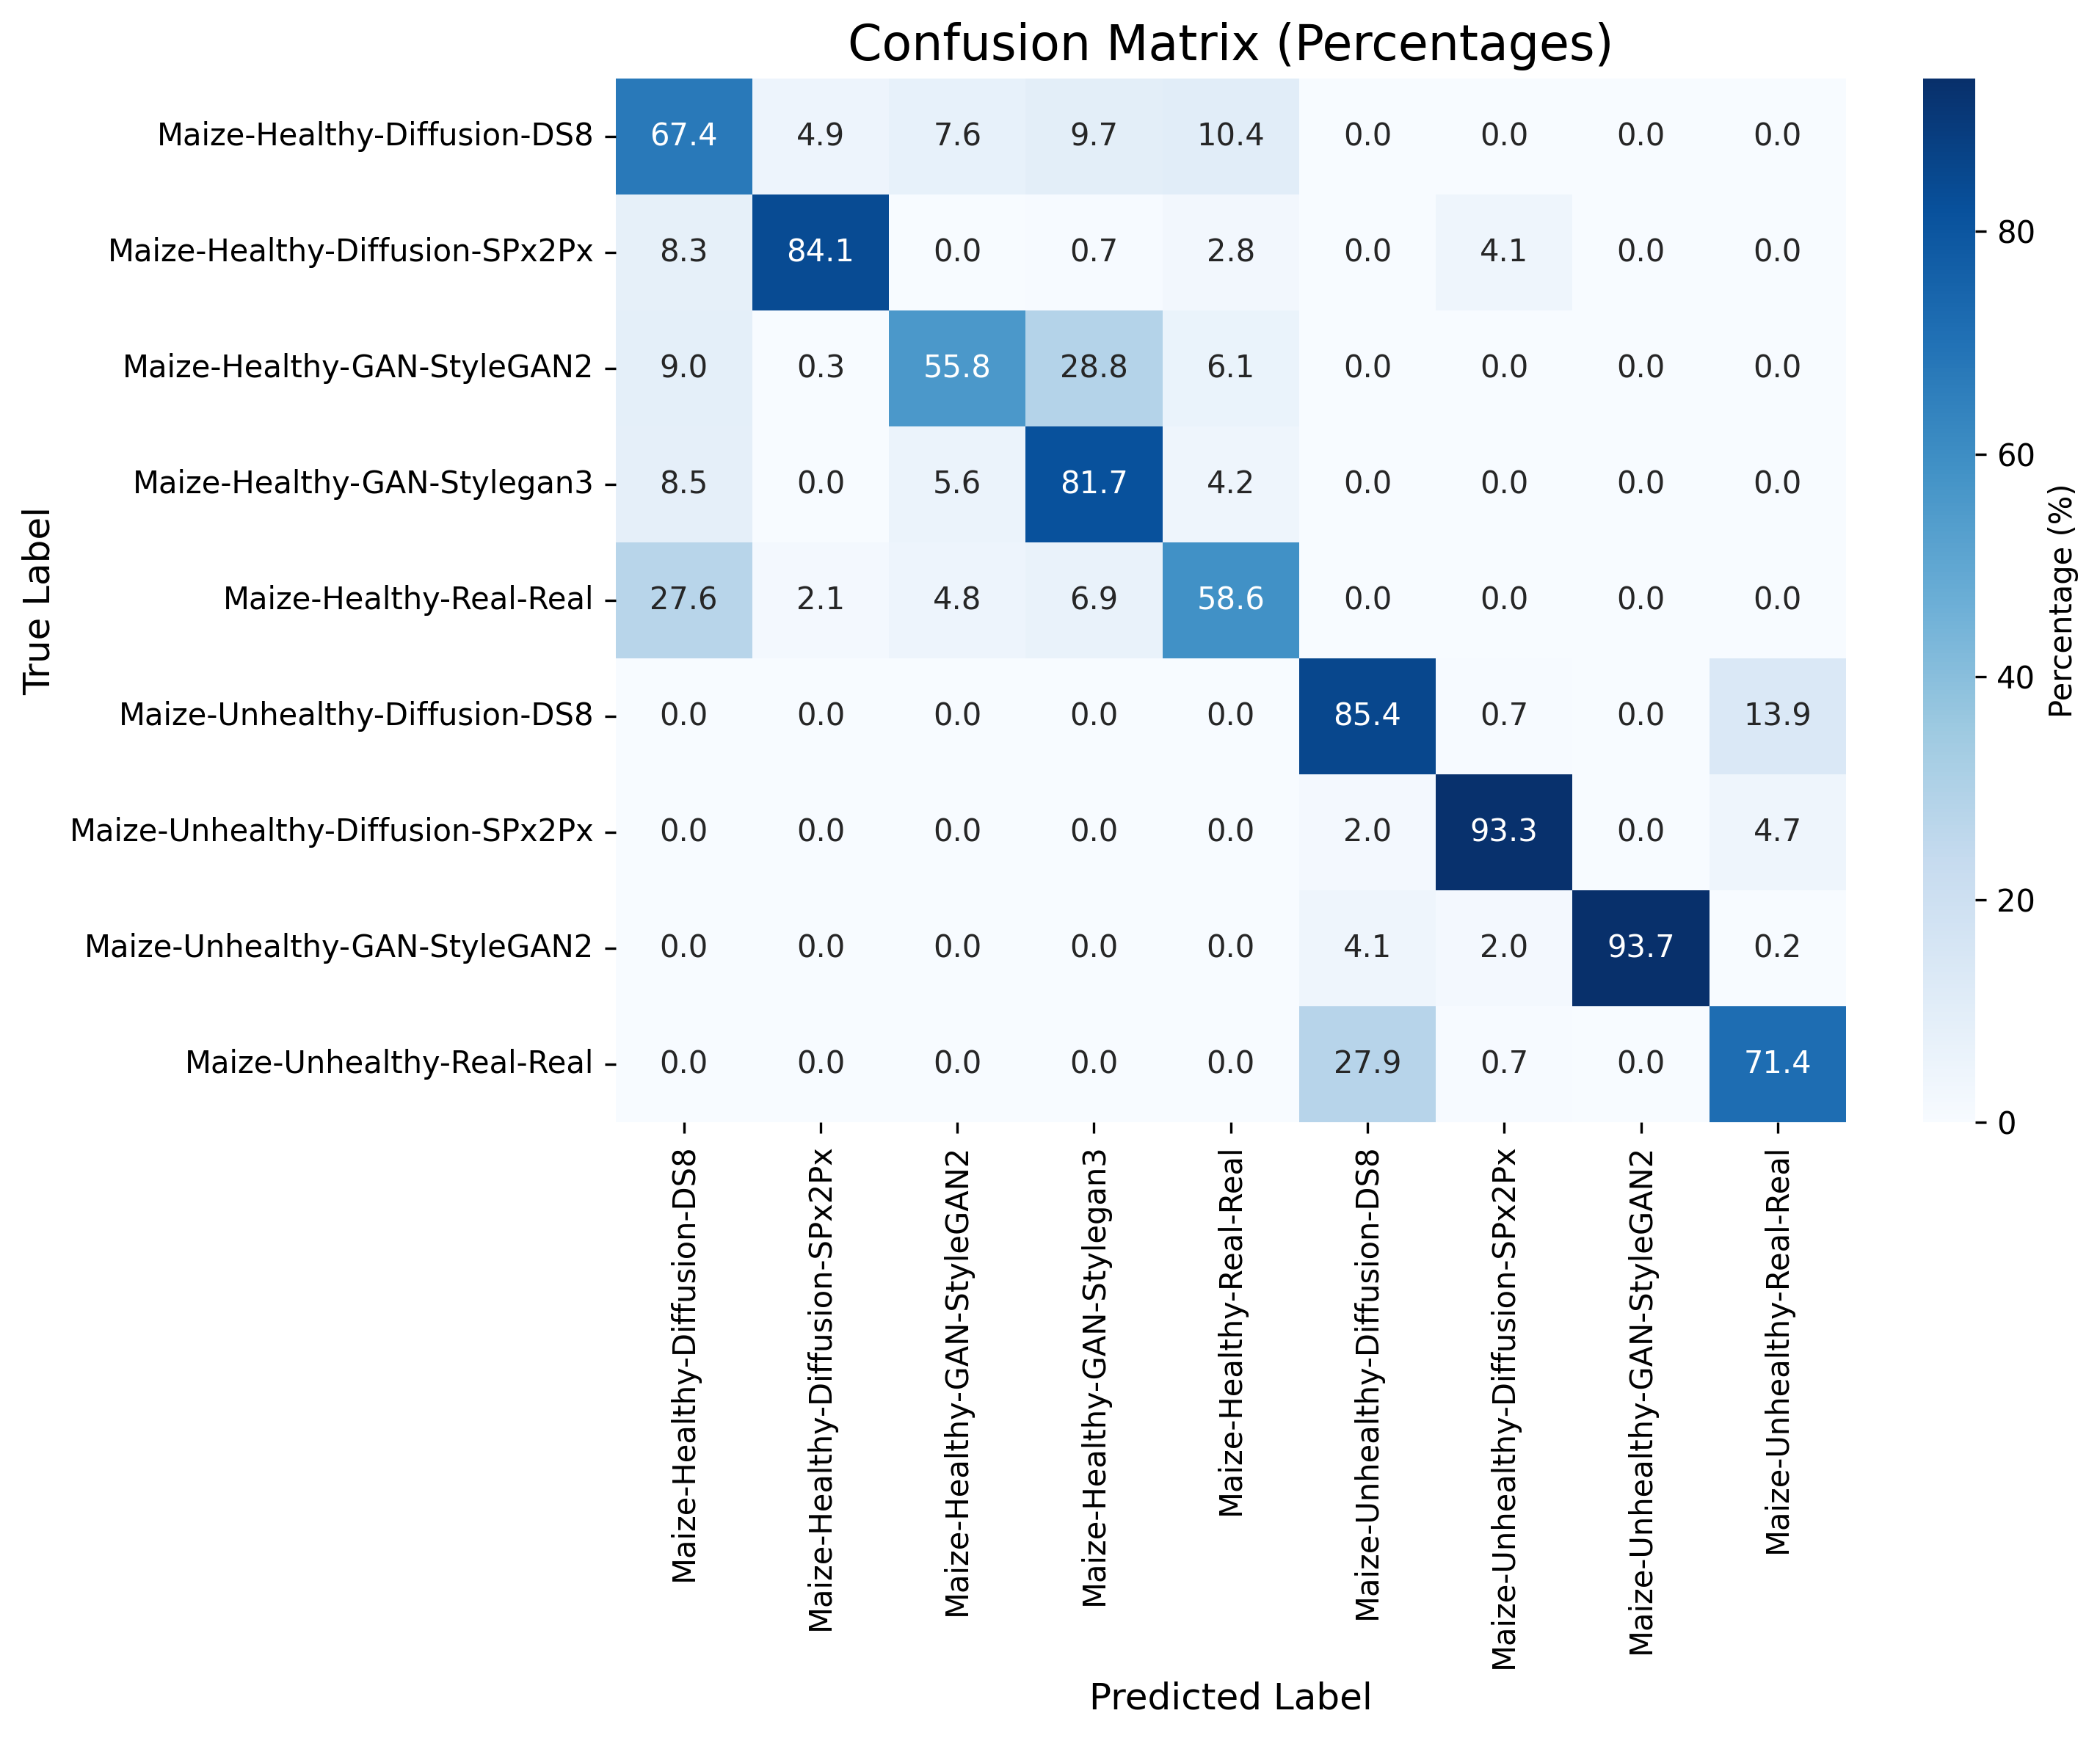 Confusion Matrix (Percentages)
True Label
Maize-Healthy-Diffusion-DS8 67.4 4.9 7.6 9.7 10.4 0.0 0.0 0.0 0.0
Maize-Healthy-Diffusion-SPx2Px 8.3 84.1 0.0 0.7 2.8 0.0 4.1 0.0 0.0
Maize-Healthy-GAN-StyleGAN2 9.0 0.3 55.8 28.8 6.1 0.0 0.0 0.0 0.0
Maize-Healthy-GAN-Stylegan3 8.5 0.0 5.6 81.7 4.2 0.0 0.0 0.0 0.0
Maize-Healthy-Real-Real 27.6 2.1 4.8 6.9 58.6 0.0 0.0 0.0 0.0
Maize-Unhealthy-Diffusion-DS8 0.0 0.0 0.0 0.0 0.0 85.4 0.7 0.0 13.9
Maize-Unhealthy-Diffusion-SPx2Px 0.0 0.0 0.0 0.0 0.0 2.0 93.3 0.0 4.7
Maize-Unhealthy-GAN-StyleGAN2 0.0 0.0 0.0 0.0 0.0 4.1 2.0 93.7 0.2
Maize-Unhealthy-Real-Real 0.0 0.0 0.0 0.0 0.0 27.9 0.7 0.0 71.4
Maize-Healthy-Diffusion-DS8
Maize-Healthy-Diffusion-SPx2Px
Maize-Healthy-GAN-StyleGAN2
Maize-Healthy-GAN-Stylegan3
Maize-Healthy-Real-Real
Maize-Unhealthy-Diffusion-DS8
Maize-Unhealthy-Diffusion-SPx2Px
Maize-Unhealthy-GAN-StyleGAN2
Maize-Unhealthy-Real-Real
Predicted Label
80
60
40
20
0
Percentage (%)